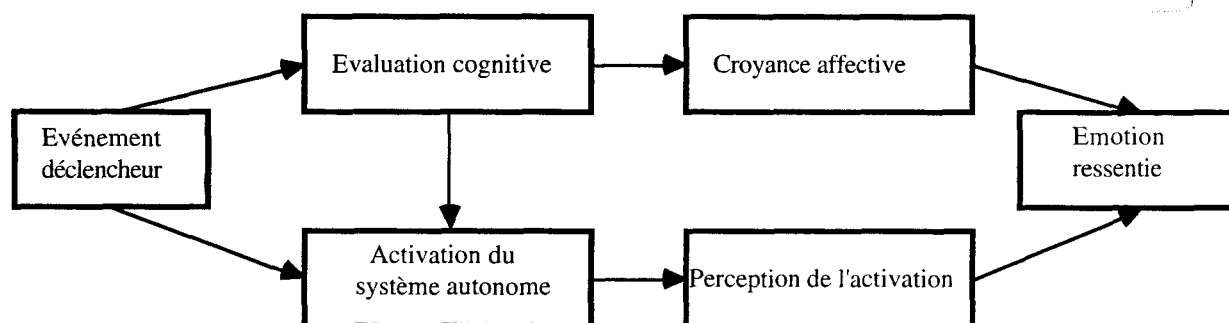 Evaluation cognitive
Croyance affective
Evénement
déclencheur
Emotion
ressentie
Activation du
système autonome
Perception de l'activation